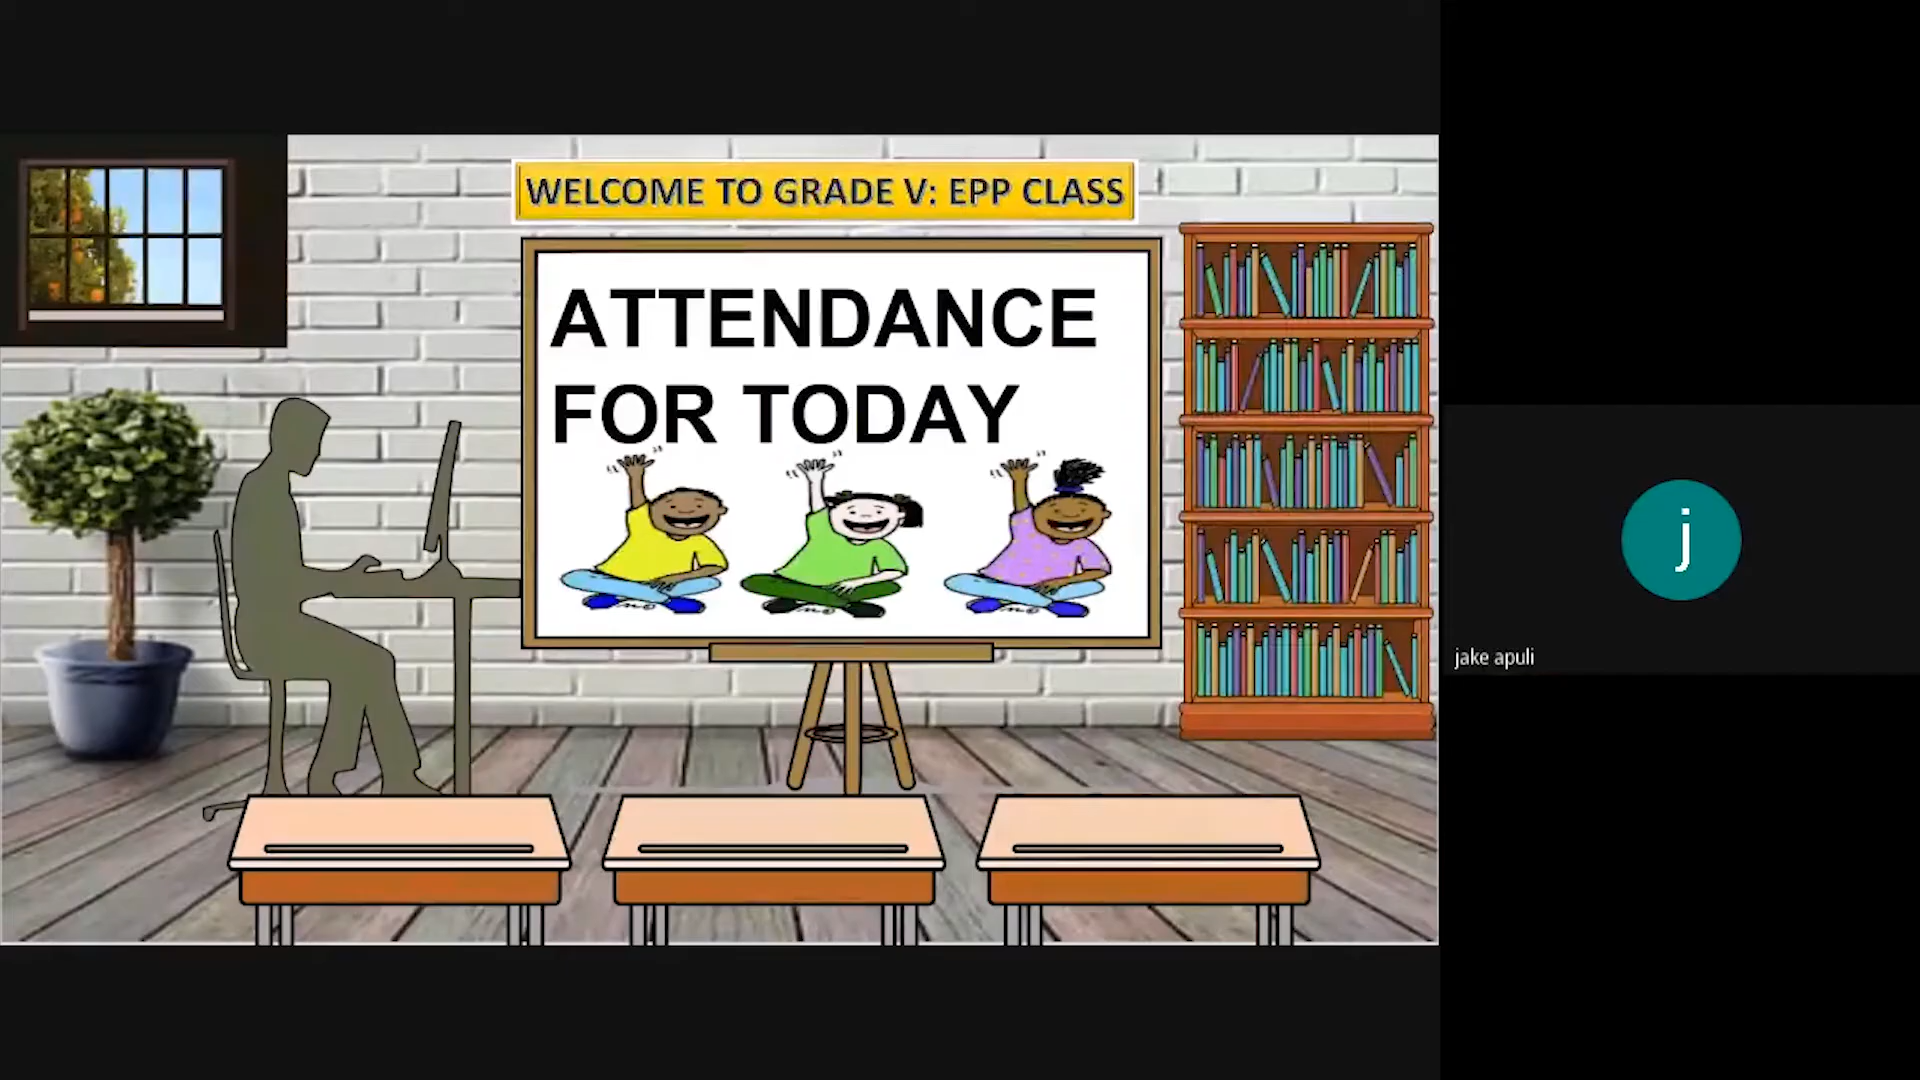 WELCOME TO GRADE V: EPP CLASS
ATTENDANCE
FOR TODAY
j
jake apuli